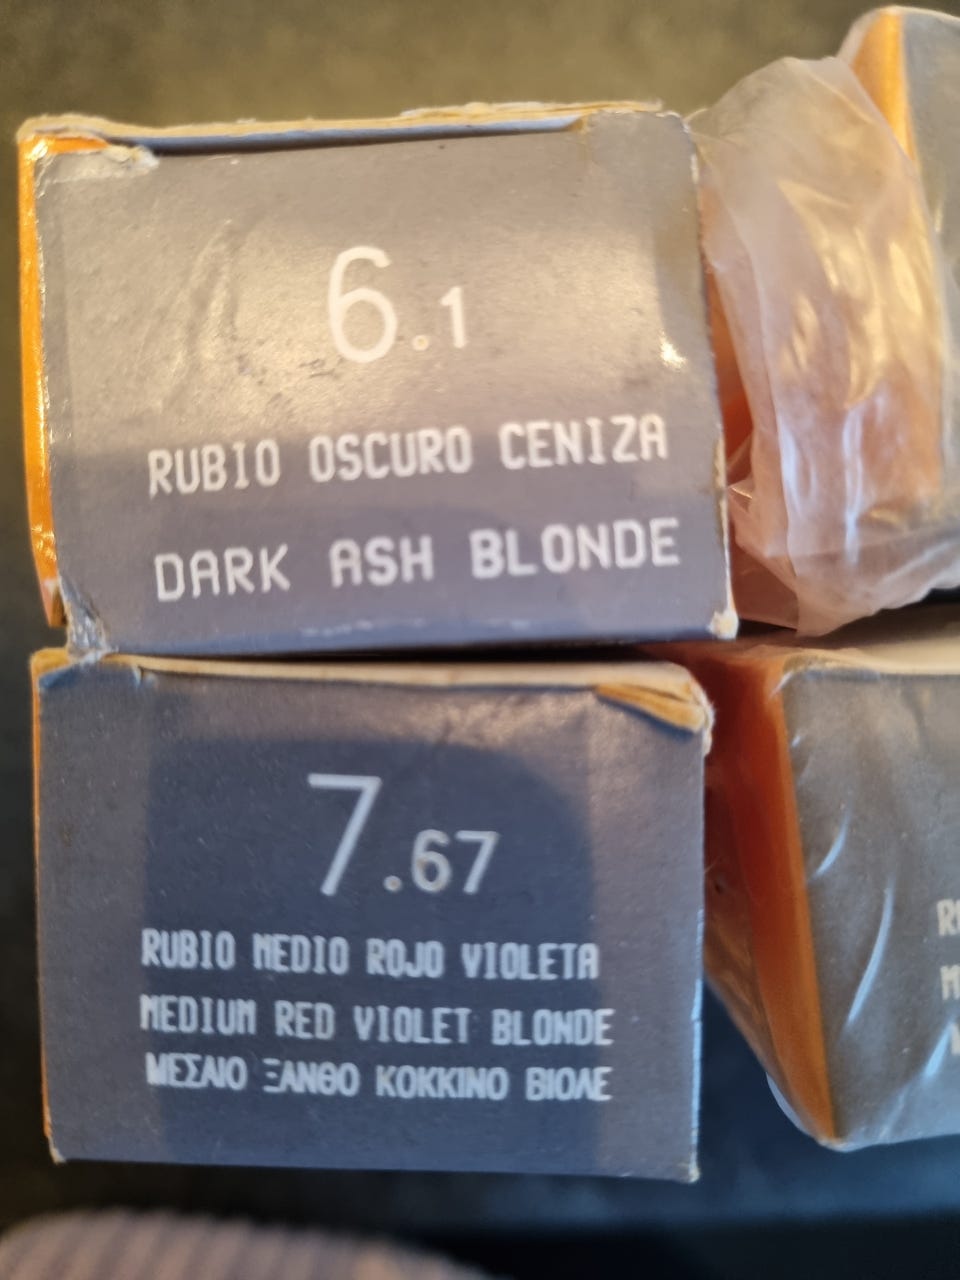 6.1
RUBIO OSCURO CENIZA
DARK ASH BLONDE
7.67
RUBIO MEDIO ROJO VIOLETA
MEDIUM RED VIOLET BLONDE
ΜΕΣΑΙΟ ΞΑΝΘΟ ΚΟΚΚΙΝΟ ΒΙΟΛΕ